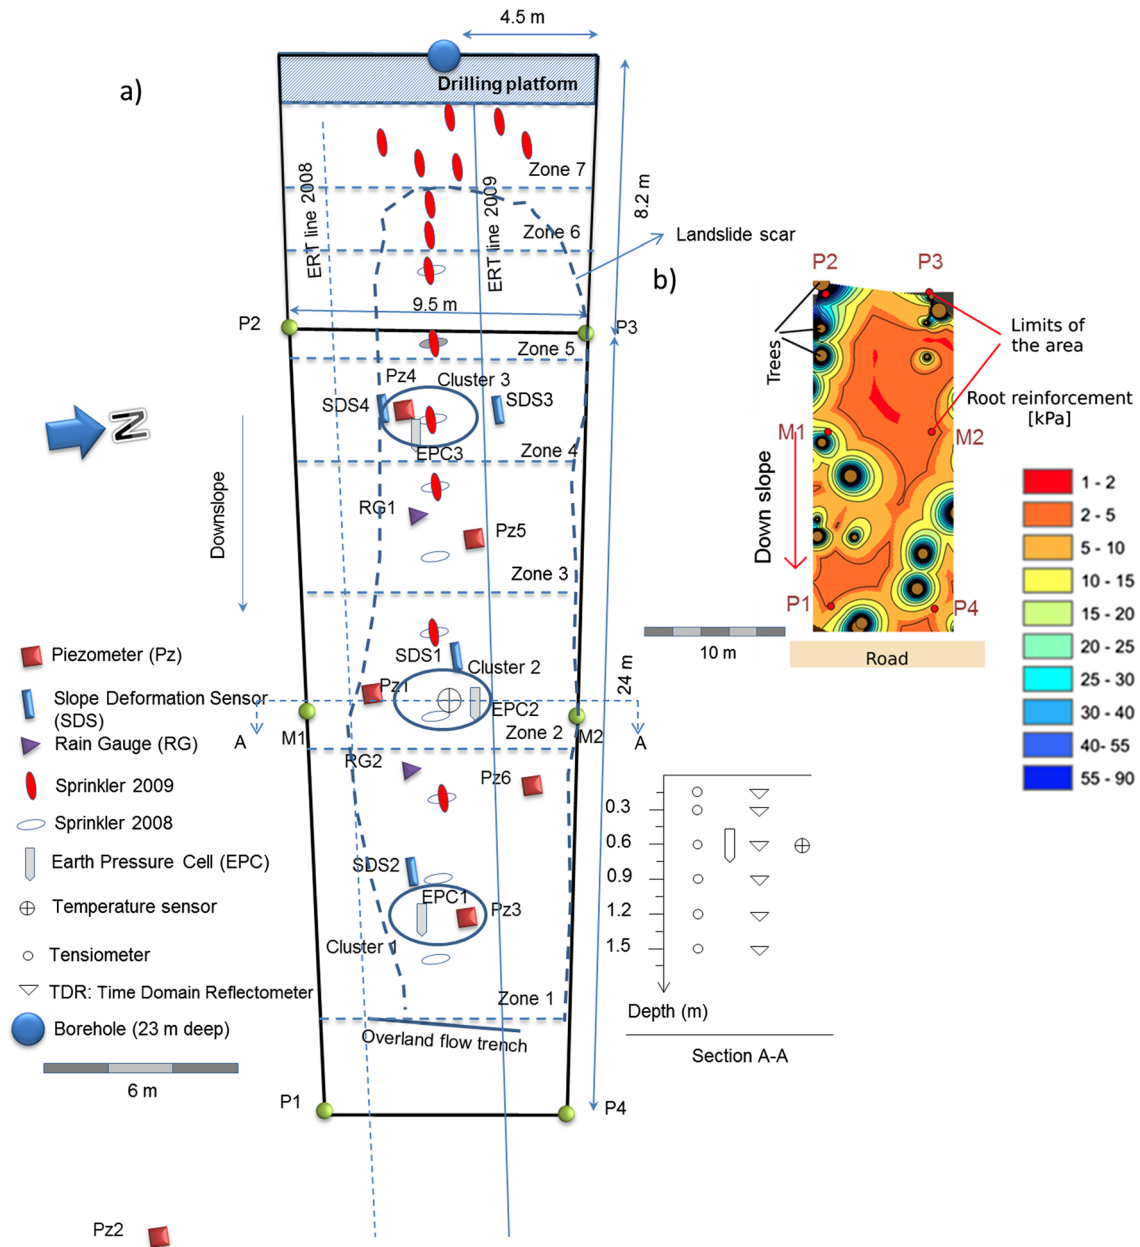 4.5 m
a)
Drilling platform
Zone 7
ERT line 2008
ERT line 2009
8.2 m
Zone 6
Landslide scar
9.5 m
P2
P3
Zone 5
Pz4
Cluster 3
SDS4
SDS3
EPC3
Zone 4
N
Downslope
RG1
Pz5
Zone 3
SDS1
Cluster 2
24 m
Pz1
EPC2
A
M1
Zone 2
M2
A
RG2
Pz6
SDS2
EPC1
Pz3
Cluster 1
Zone 1
Overland flow trench
P1
P4
Pz2
Piezometer (Pz)
Slope Deformation Sensor
(SDS)
Rain Gauge (RG)
Sprinkler 2009
Sprinkler 2008
Earth Pressure Cell (EPC)
Temperature sensor
Tensiometer
TDR: Time Domain Reflectometer
Borehole (23 m deep)
6 m
b)
P2
P3
Trees
Limits of
the area
Root reinforcement
[kPa]
M1
M2
Down slope
P1
P4
10 m
Road
1 - 2
2 - 5
5 - 10
10 - 15
15 - 20
20 - 25
25 - 30
30 - 40
40- 55
55 - 90
0.3
0.6
0.9
1.2
1.5
Depth (m)
Section A-A